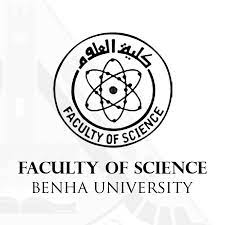 كلية العلوم
FACULTY OF SCIENCE
FACULTY OF SCIENCE
BENHA UNIVERSITY